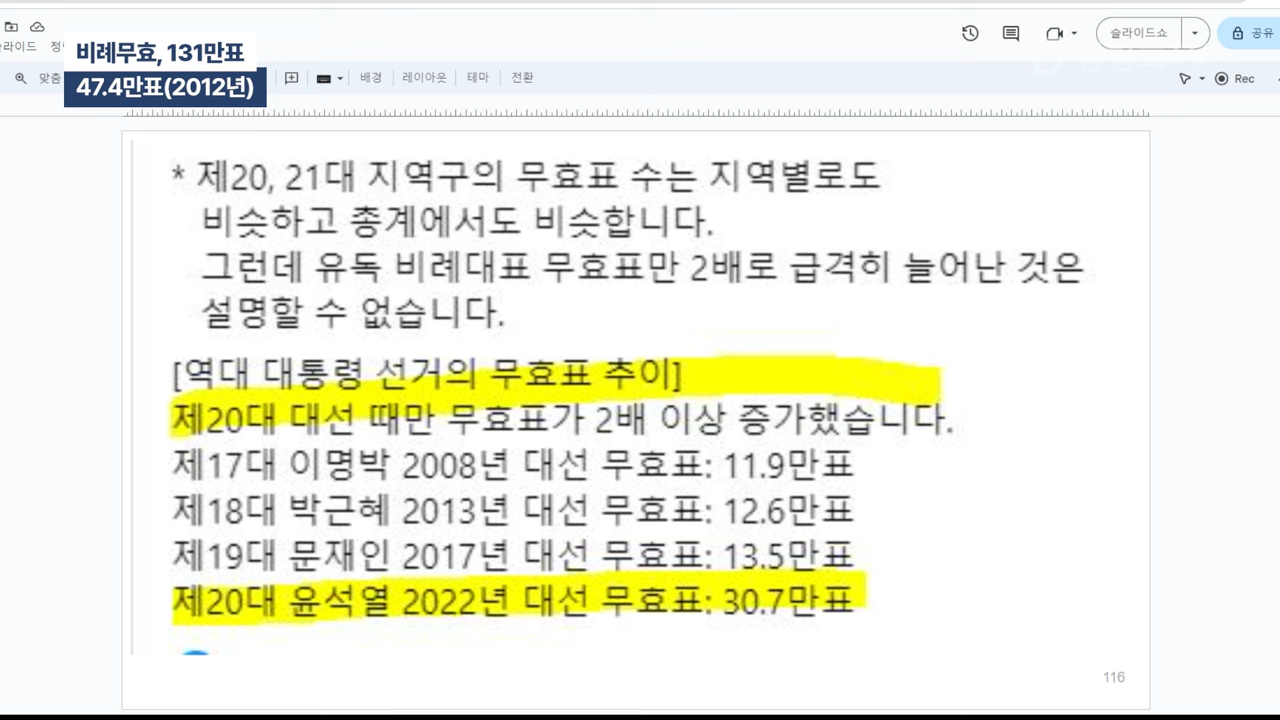 비례무효, 131만표
47.4만표(2012년)
슬라이드쇼
공유
맞춤
배경
레이아웃
테마
전환
Rec
* 제20, 21대 지역구의 무효표 수는 지역별로도
비슷하고 총계에서도 비슷합니다.
그런데 유독 비례대표 무효표만 2배로 급격히 늘어난 것은
설명할 수 없습니다.
[역대 대통령 선거의 무효표 추이]
제20대 대선 때만 무효표가 2배 이상 증가했습니다.
제17대 이명박 2008년 대선 무효표: 11.9만표
제18대 박근혜 2013년 대선 무효표: 12.6만표
제19대 문재인 2017년 대선 무효표: 13.5만표
제20대 윤석열 2022년 대선 무효표: 30.7만표
116